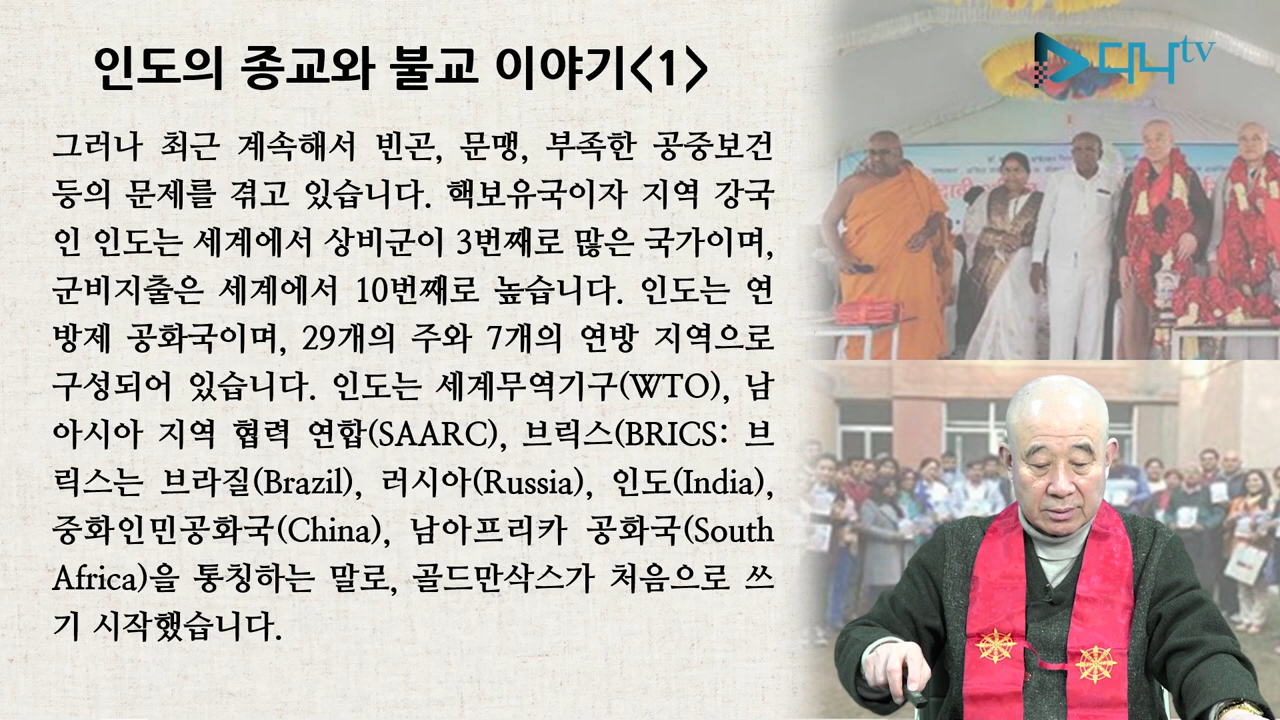 인도의 종교와 불교 이야기<1>
그러나 최근 계속해서 빈곤, 문맹, 부족한 공중보건
등의 문제를 겪고 있습니다. 핵보유국이자 지역 강국
인 인도는 세계에서 상비군이 3번째로 많은 국가이며,
군비지출은 세계에서 10번째로 높습니다. 인도는 연
방제 공화국이며, 29개의 주와 7개의 연방 지역으로
구성되어 있습니다. 인도는 세계무역기구(WTO), 남
아시아 지역 협력 연합(SAARC), 브릭스(BRICS: 브
릭스는 브라질(Brazil), 러시아(Russia), 인도(India),
중화인민공화국(China), 남아프리카 공화국(South
Africa)을 통칭하는 말로, 골드만삭스가 처음으로 쓰
기 시작했습니다.
tv